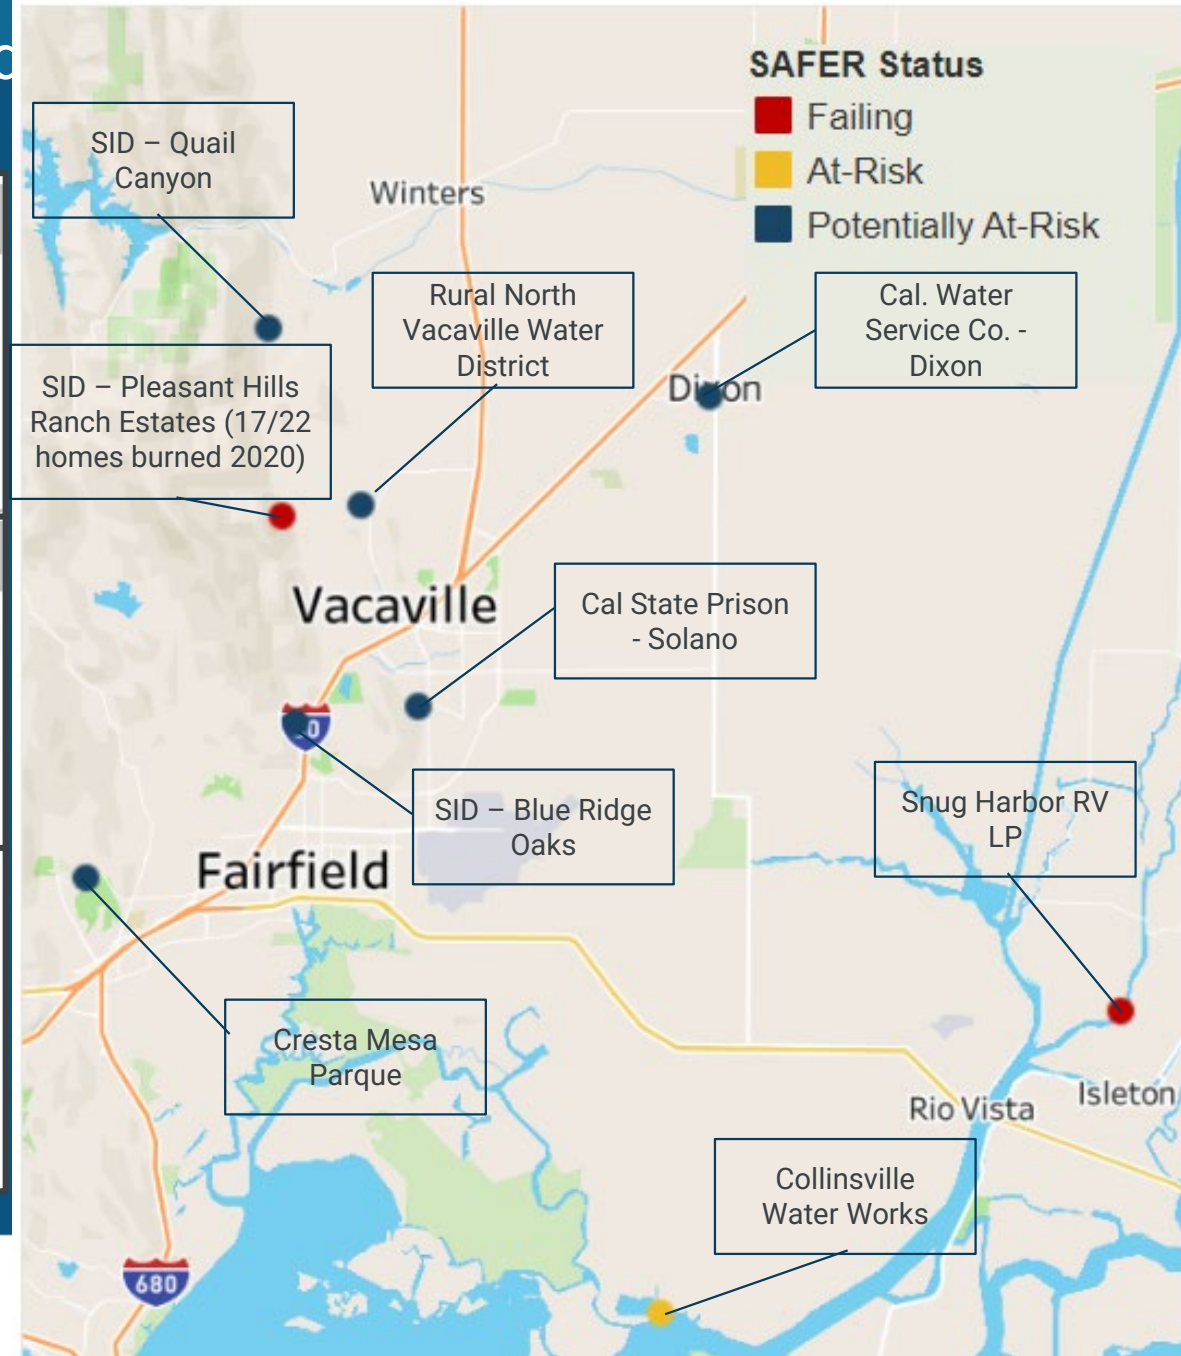 SAFER Status
Failing
At-Risk
Potentially At-Risk
SID – Quail
Canyon
Winters
Rural North
Vacaville Water
District
Cal. Water
Service Co. -
Dixon
SID – Pleasant Hills
Ranch Estates (17/22
homes burned 2020)
Vacaville
Cal State Prison
- Solano
SID – Blue Ridge
Oaks
Snug Harbor RV
LP
Fairfield
Cresta Mesa
Parque
Rio Vista
Isleton
Collinsville
Water Works
680